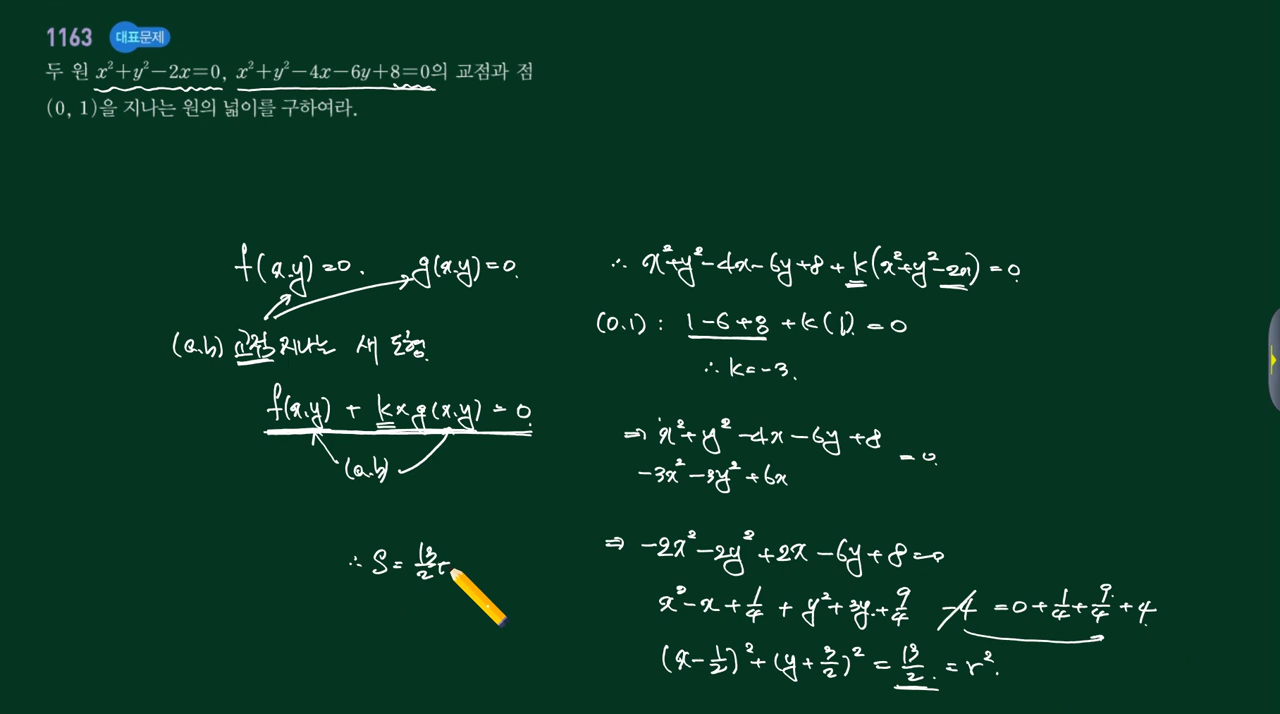 1163 대표문제
두 원 x²+y²−2x=0, x²+y²−4x−6y+8=0의 교점과 점
(0, 1)을 지나는 원의 넓이를 구하여라.
f(x,y)=0. g(x,y)=0.
(a.b) 교점 지나는 새 도형.
f(x,y) + k×g(x,y) = 0
(a.b)
∴ S = 13/2 π
∴ x²+y²−4x−6y+8+k(x²+y²−2x)=0
(0.1) : 1−6+8 +k(1) = 0
∴ k=−3.
⇒ x²+y²−4x−6y+8
−3x²−3y²+6x = 0.
⇒ −2x²−2y²+2x−6y+8=0
x²−x+1/4 + y²+3y+9/4 −4 = 0+1/4+9/4+4
(x−1/2)²+(y+3/2)² = 13/2 = r².